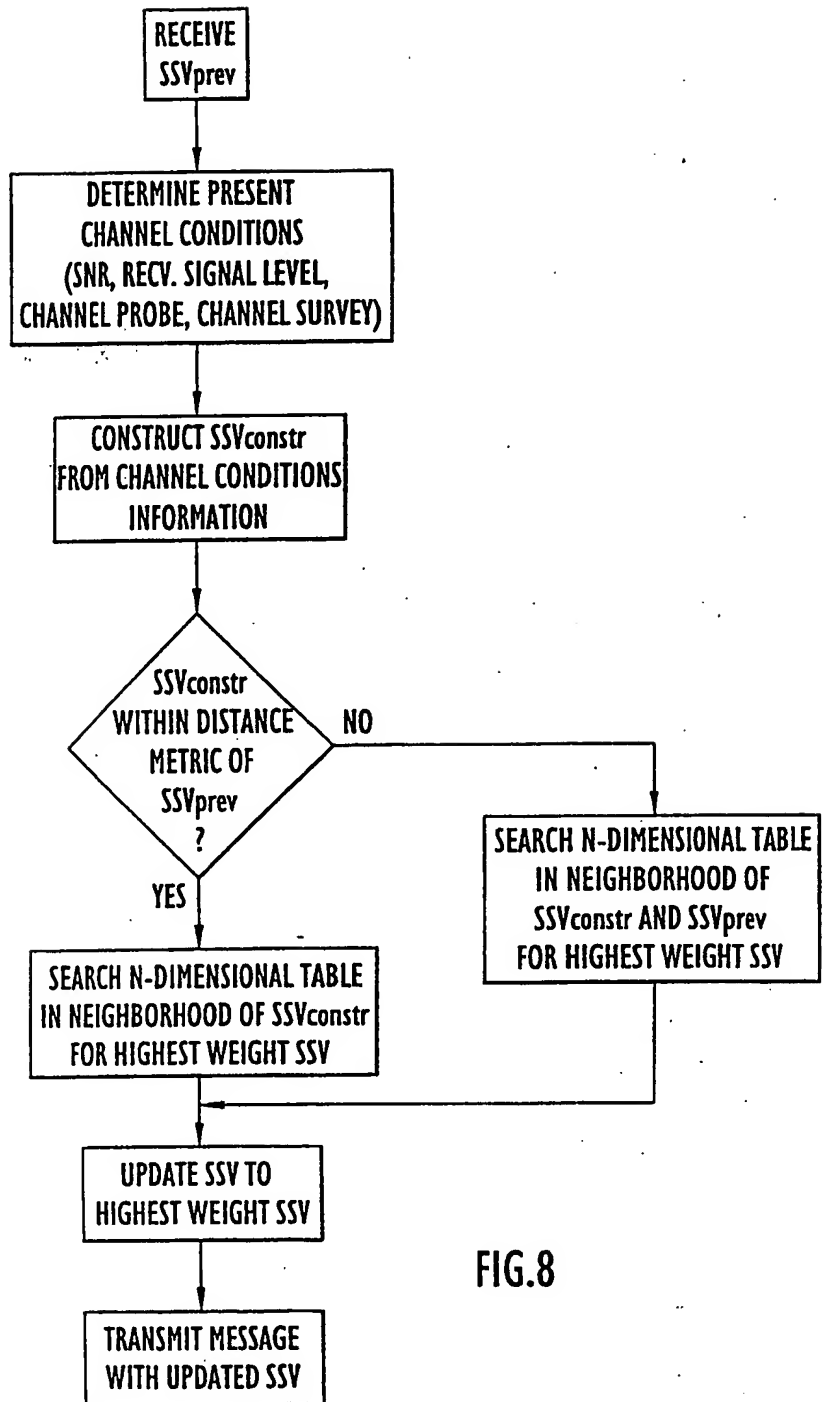 RECEIVE
SSVprev
DETERMINE PRESENT
CHANNEL CONDITIONS
(SNR, RECV. SIGNAL LEVEL,
CHANNEL PROBE, CHANNEL SURVEY)
CONSTRUCT SSVconstr
FROM CHANNEL CONDITIONS
INFORMATION
SSVconstr
WITHIN DISTANCE
METRIC OF
SSVprev
?
NO
YES
SEARCH N-DIMENSIONAL TABLE
IN NEIGHBORHOOD OF
SSVconstr AND SSVprev
FOR HIGHEST WEIGHT SSV
SEARCH N-DIMENSIONAL TABLE
IN NEIGHBORHOOD OF SSVconstr
FOR HIGHEST WEIGHT SSV
UPDATE SSV TO
HIGHEST WEIGHT SSV
TRANSMIT MESSAGE
WITH UPDATED SSV
FIG.8